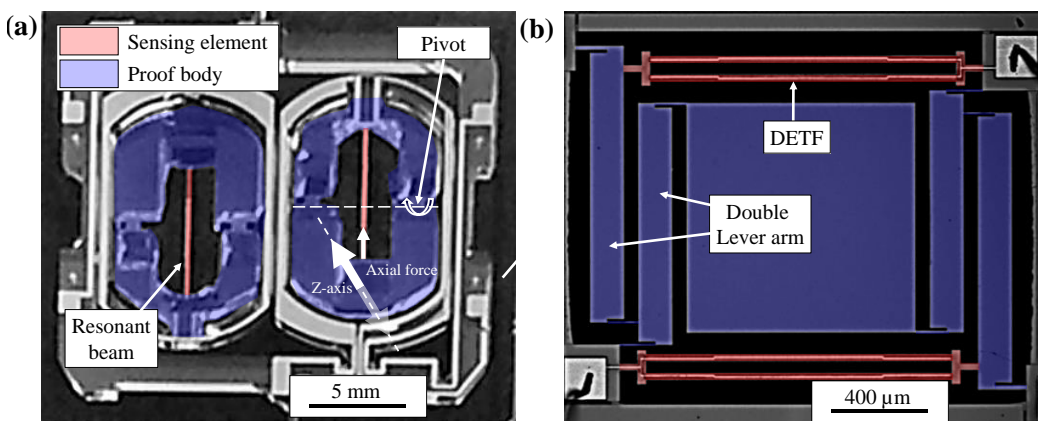 (a)
Sensing element
Proof body
Pivot
Axial force
Z-axis
Resonant
beam
5 mm
(b)
DETF
Double
Lever arm
400 µm